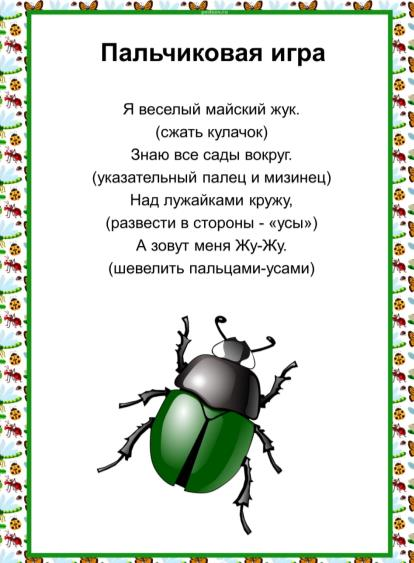 Пальчиковая игра
Я веселый майский жук.
(сжать кулачок)
Знаю все сады вокруг.
(указательный палец и мизинец)
Над лужайками кружу,
(развести в стороны - «усы»)
А зовут меня Жу-Жу.
(шевелить пальцами-усами)